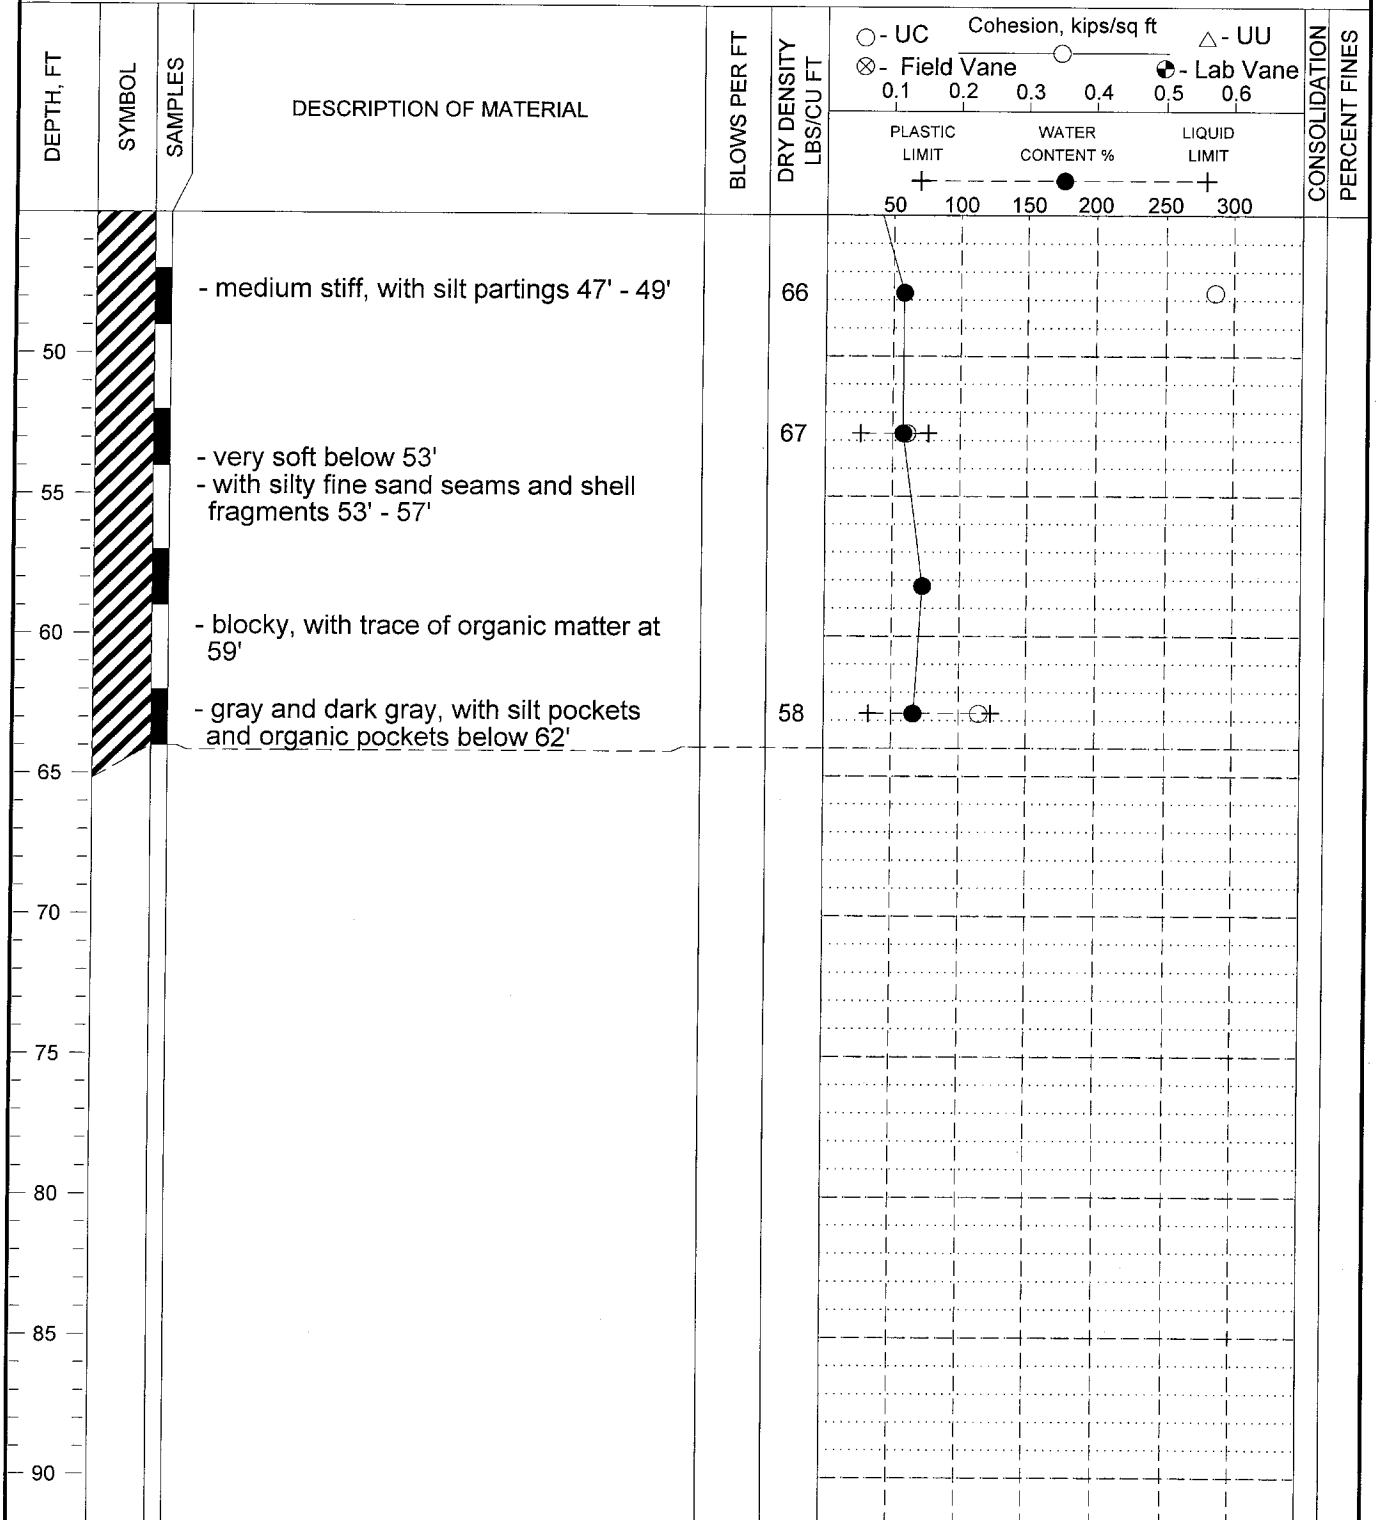 DEPTH, FT
SYMBOL
SAMPLES
DESCRIPTION OF MATERIAL
BLOWS PER FT
DRY DENSITY
LBS/CU FT
○ - UC
Cohesion, kips/sq ft
△ - UU
⊗ - Field Vane
- Lab Vane
0.1 0.2 0.3 0.4 0.5 0.6
PLASTIC
LIMIT
WATER
CONTENT %
LIQUID
LIMIT
50 100 150 200 250 300
CONSOLIDATION
PERCENT FINES
- medium stiff, with silt partings 47' - 49'
66
50
67
- very soft below 53'
- with silty fine sand seams and shell
fragments 53' - 57'
55
- blocky, with trace of organic matter at
59'
60
- gray and dark gray, with silt pockets
and organic pockets below 62'
58
65
70
75
80
85
90